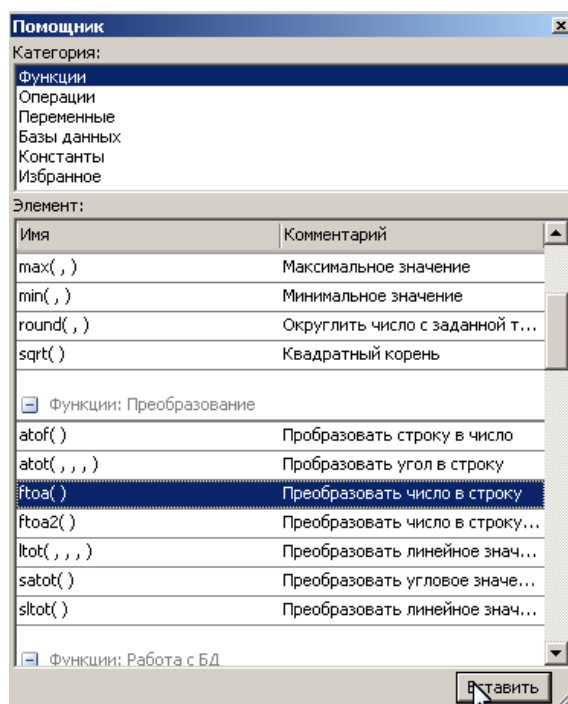 Помощник
Категория:
Функции
Операции
Переменные
Базы данных
Константы
Избранное
Элемент:
Имя Комментарий
max( , ) Максимальное значение
min( , ) Минимальное значение
round( , ) Округлить число с заданной т...
sqrt( ) Квадратный корень
Функции: Преобразование
atof( ) Пробразовать строку в число
atot( , , , ) Пробразовать угол в строку
ftoa( ) Преобразовать число в строку
ftoa2( ) Преобразовать число в строку...
ltot( , , , ) Преобразовать линейное знач...
satot( ) Преобразовать угловое значе...
sltot( ) Преобразовать линейное знач...
Функции: Работа с БД
Вставить